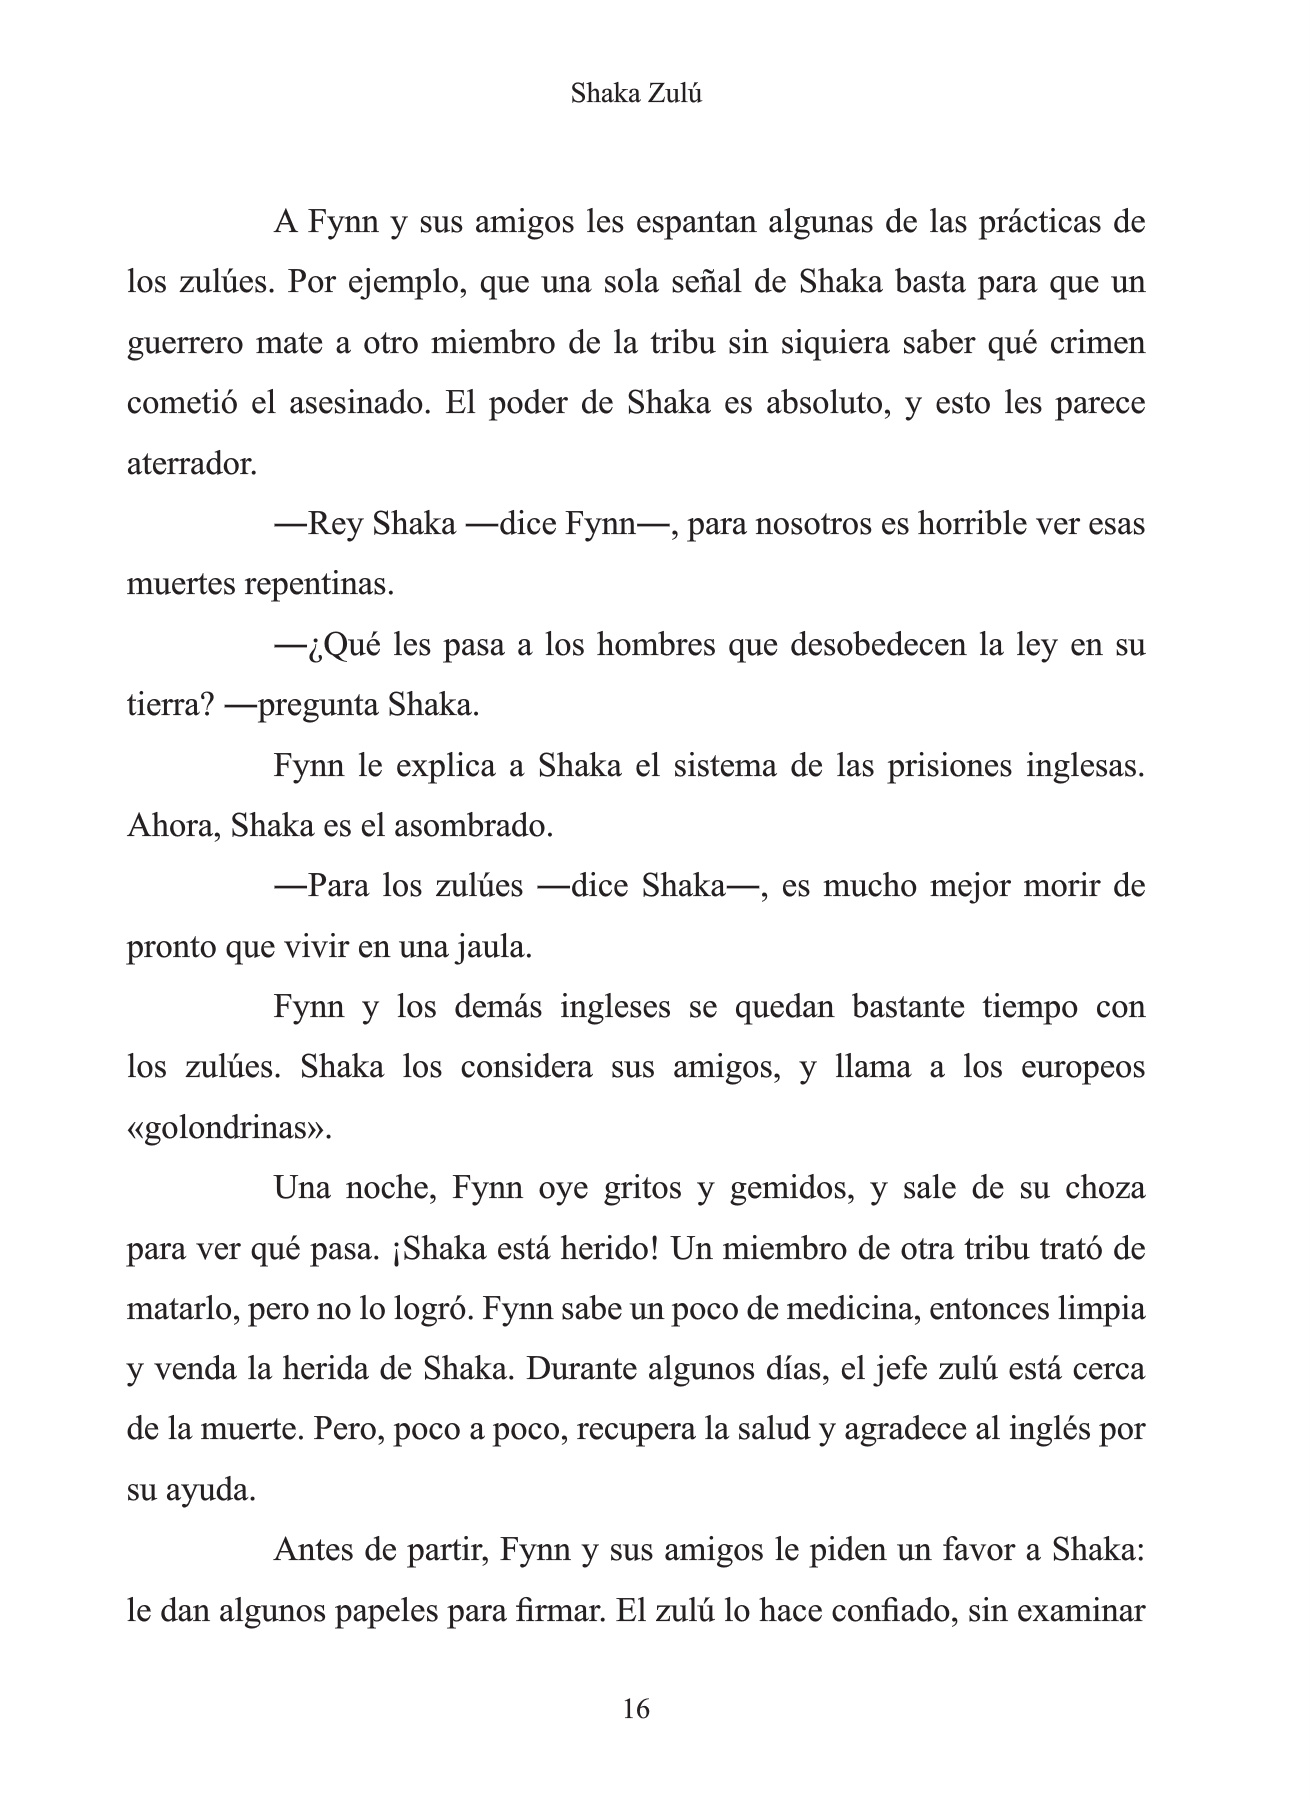 Shaka Zulú
A Fynn y sus amigos les espantan algunas de las prácticas de
los zulúes. Por ejemplo, que una sola señal de Shaka basta para que un
guerrero mate a otro miembro de la tribu sin siquiera saber qué crimen
cometió el asesinado. El poder de Shaka es absoluto, y esto les parece
aterrador.
—Rey Shaka —dice Fynn—, para nosotros es horrible ver esas
muertes repentinas.
—¿Qué les pasa a los hombres que desobedecen la ley en su
tierra? —pregunta Shaka.
Fynn le explica a Shaka el sistema de las prisiones inglesas.
Ahora, Shaka es el asombrado.
—Para los zulúes —dice Shaka—, es mucho mejor morir de
pronto que vivir en una jaula.
Fynn y los demás ingleses se quedan bastante tiempo con
los zulúes. Shaka los considera sus amigos, y llama a los europeos
«golondrinas».
Una noche, Fynn oye gritos y gemidos, y sale de su choza
para ver qué pasa. ¡Shaka está herido! Un miembro de otra tribu trató de
matarlo, pero no lo logró. Fynn sabe un poco de medicina, entonces limpia
y venda la herida de Shaka. Durante algunos días, el jefe zulú está cerca
de la muerte. Pero, poco a poco, recupera la salud y agradece al inglés por
su ayuda.
Antes de partir, Fynn y sus amigos le piden un favor a Shaka:
le dan algunos papeles para firmar. El zulú lo hace confiado, sin examinar
16